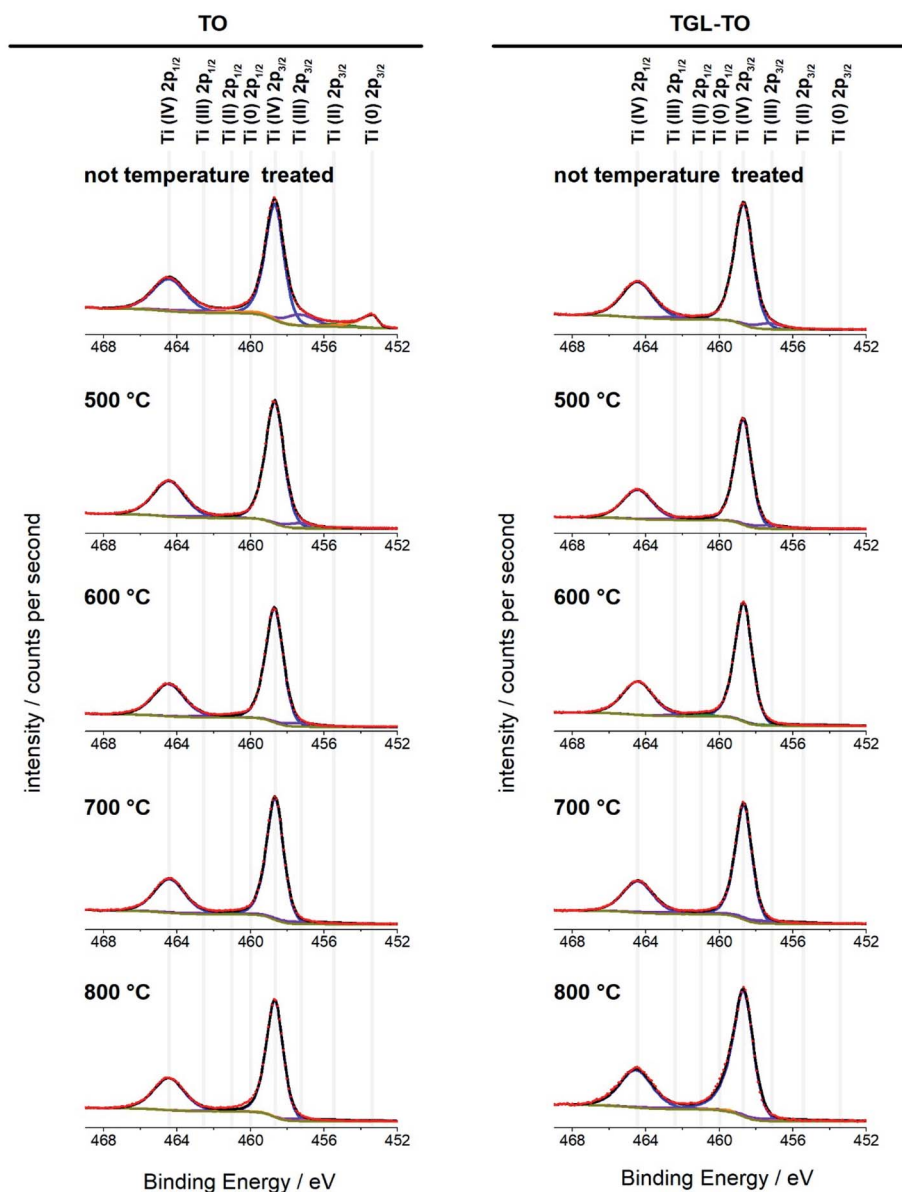 TO
Ti (IV) 2p1/2
Ti (III) 2p1/2
Ti (II) 2p1/2
Ti (0) 2p1/2
Ti (IV) 2p3/2
Ti (III) 2p3/2
Ti (II) 2p3/2
Ti (0) 2p3/2
not temperature treated
468 464 460 456 452
500 °C
468 464 460 456 452
600 °C
468 464 460 456 452
700 °C
468 464 460 456 452
800 °C
468 464 460 456 452
intensity / counts per second
Binding Energy / eV
TGL-TO
Ti (IV) 2p1/2
Ti (III) 2p1/2
Ti (II) 2p1/2
Ti (0) 2p1/2
Ti (IV) 2p3/2
Ti (III) 2p3/2
Ti (II) 2p3/2
Ti (0) 2p3/2
not temperature treated
468 464 460 456 452
500 °C
468 464 460 456 452
600 °C
468 464 460 456 452
700 °C
468 464 460 456 452
800 °C
468 464 460 456 452
intensity / counts per second
Binding Energy / eV